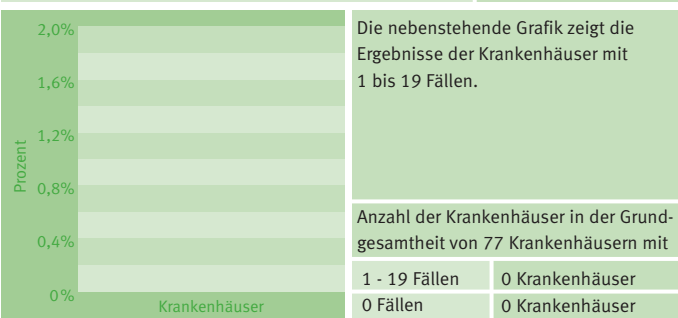 2,0%
1,6%
1,2%
0,8%
0,4%
0%
Prozent
Krankenhäuser
Die nebenstehende Grafik zeigt die
Ergebnisse der Krankenhäuser mit
1 bis 19 Fällen.
Anzahl der Krankenhäuser in der Grund-
gesamtheit von 77 Krankenhäusern mit
1 - 19 Fällen 0 Krankenhäuser
0 Fällen 0 Krankenhäuser